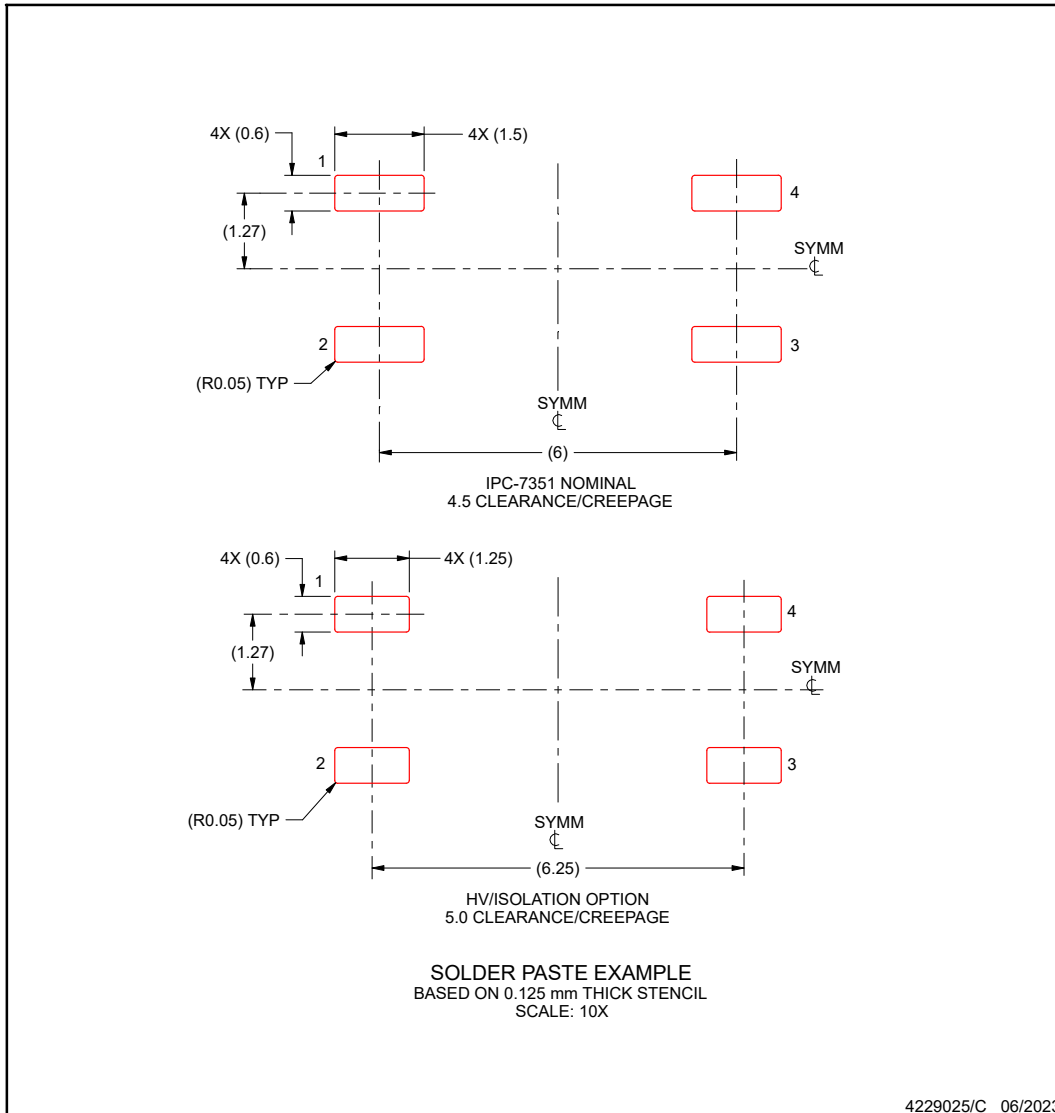 4X (0.6)
4X (1.5)
1
4
(1.27)
SYMM
℄
2
3
(R0.05) TYP
SYMM
℄
(6)
IPC-7351 NOMINAL
4.5 CLEARANCE/CREEPAGE
4X (0.6)
4X (1.25)
1
4
(1.27)
SYMM
℄
2
3
(R0.05) TYP
SYMM
℄
(6.25)
HV/ISOLATION OPTION
5.0 CLEARANCE/CREEPAGE
SOLDER PASTE EXAMPLE
BASED ON 0.125 mm THICK STENCIL
SCALE: 10X
4229025/C 06/2023